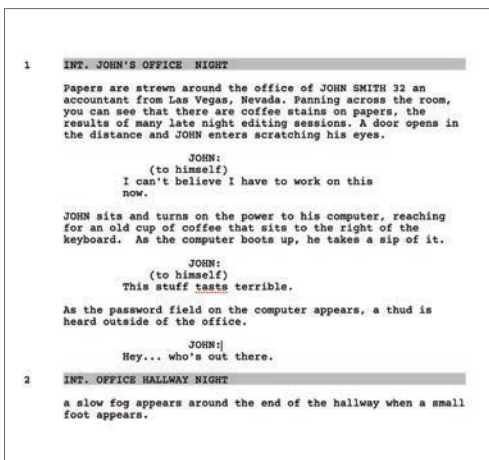 1 INT. JOHN'S OFFICE  NIGHT
Papers are strewn around the office of JOHN SMITH 32 an
accountant from Las Vegas, Nevada. Panning across the room,
you can see that there are coffee stains on papers, the
results of many late night editing sessions. A door opens in
the distance and JOHN enters scratching his eyes.
JOHN:
(to himself)
I can't believe I have to work on this
now.
JOHN sits and turns on the power to his computer, reaching
for an old cup of coffee that sits to the right of the
keyboard.  As the computer boots up, he takes a sip of it.
JOHN:
(to himself)
This stuff tasts terrible.
As the password field on the computer appears, a thud is
heard outside of the office.
JOHN:
Hey... who's out there.
2 INT. OFFICE HALLWAY NIGHT
a slow fog appears around the end of the hallway when a small
foot appears.